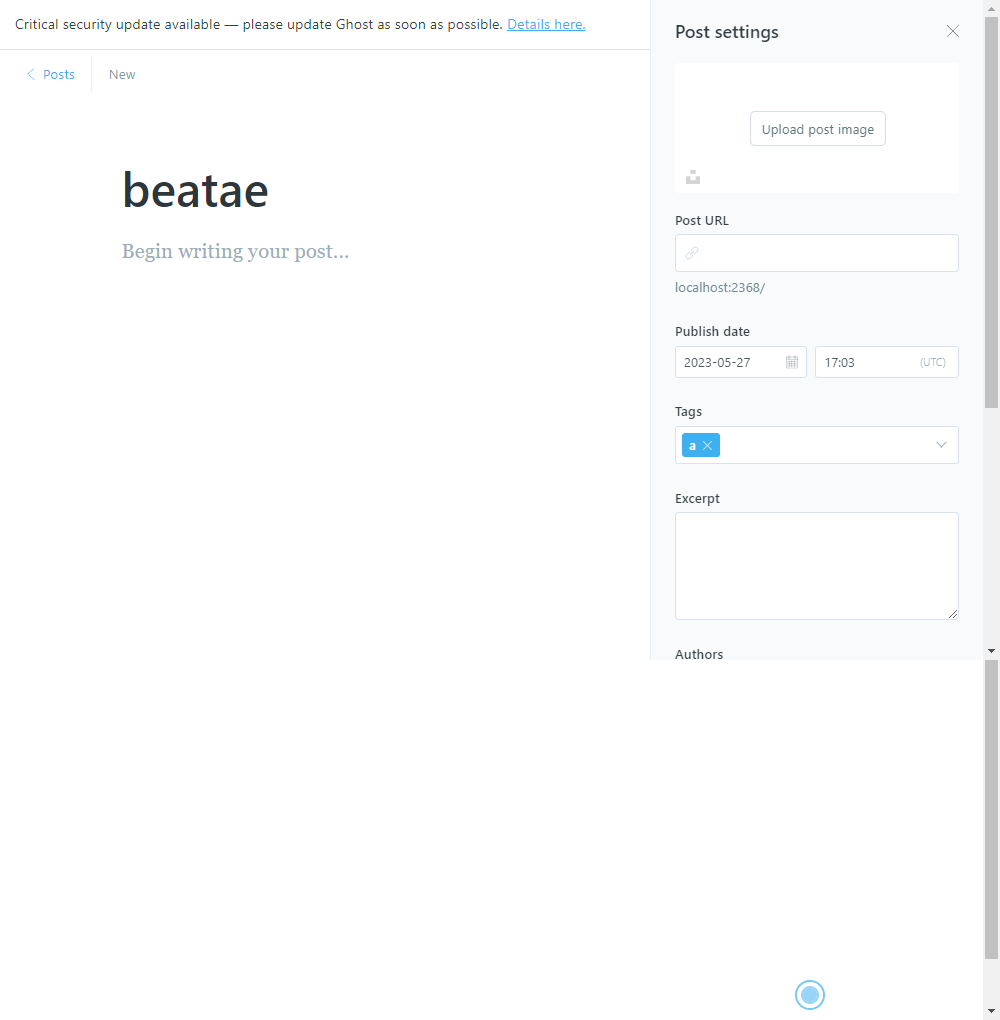 Critical security update available — please update Ghost as soon as possible. Details here.
Posts
New
beatae
Begin writing your post...
Post settings
Upload post image
Post URL
localhost:2368/
Publish date
2023-05-27
17:03 (UTC)
Tags
a
Excerpt
Authors